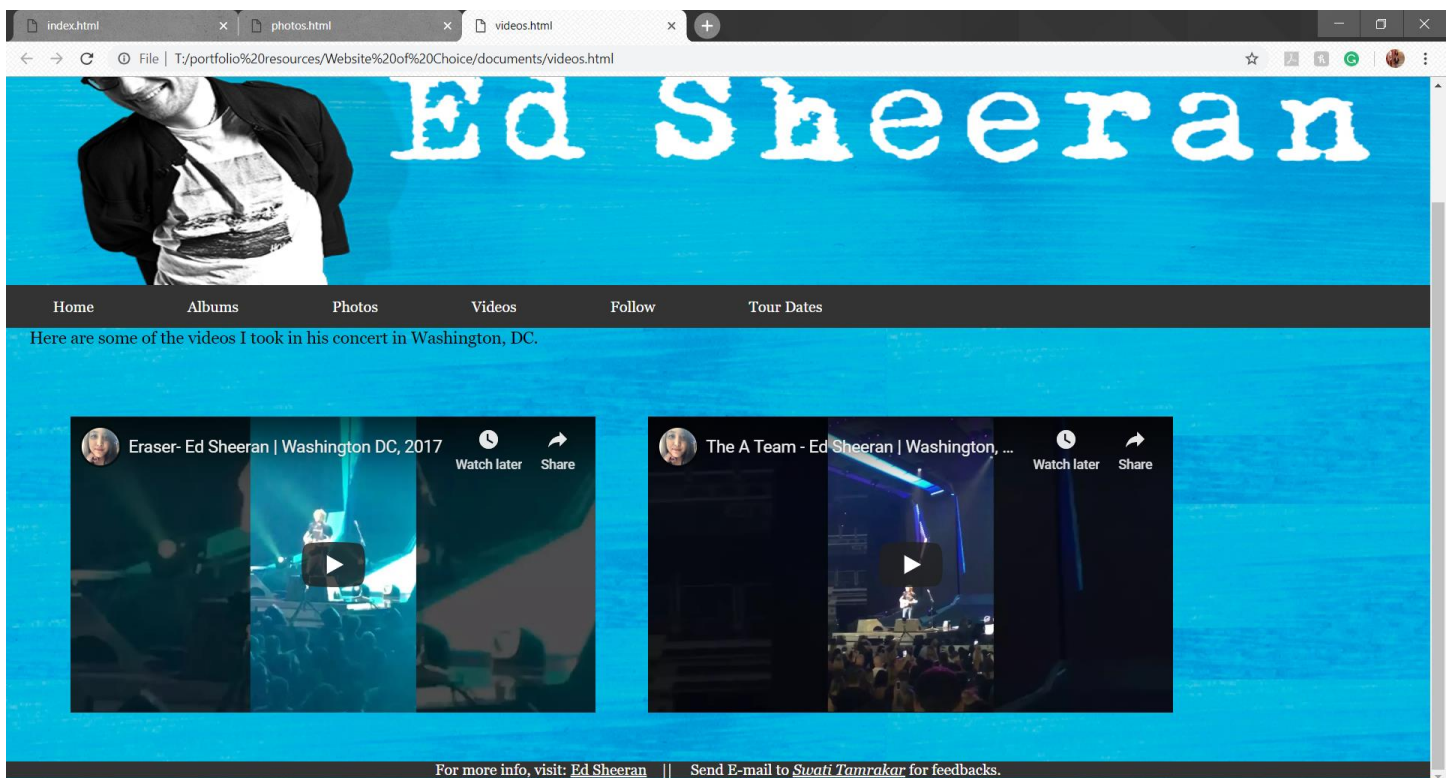 index.html
photos.html
videos.html
File | T:/portfolio%20resources/Website%20of%20Choice/documents/videos.html
Ed Sheeran
Home Albums Photos Videos Follow Tour Dates
Here are some of the videos I took in his concert in Washington, DC.
Eraser- Ed Sheeran | Washington DC, 2017
Watch later Share
The A Team - Ed Sheeran | Washington, ...
Watch later Share
For more info, visit: Ed Sheeran || Send E-mail to Swati Tamrakar for feedbacks.